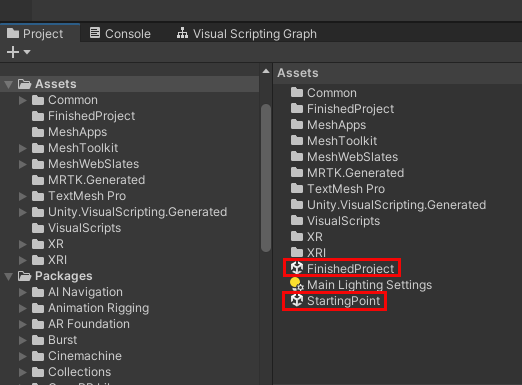 Project
Console
Visual Scripting Graph
Assets
Common
FinishedProject
MeshApps
MeshToolkit
MeshWebSlates
MRTK.Generated
TextMesh Pro
Unity.VisualScripting.Generated
VisualScripts
XR
XRI
Packages
AI Navigation
Animation Rigging
AR Foundation
Burst
Cinemachine
Collections
Assets
Common
FinishedProject
MeshApps
MeshToolkit
MeshWebSlates
MRTK.Generated
TextMesh Pro
Unity.VisualScripting.Generated
VisualScripts
XR
XRI
FinishedProject
Main Lighting Settings
StartingPoint